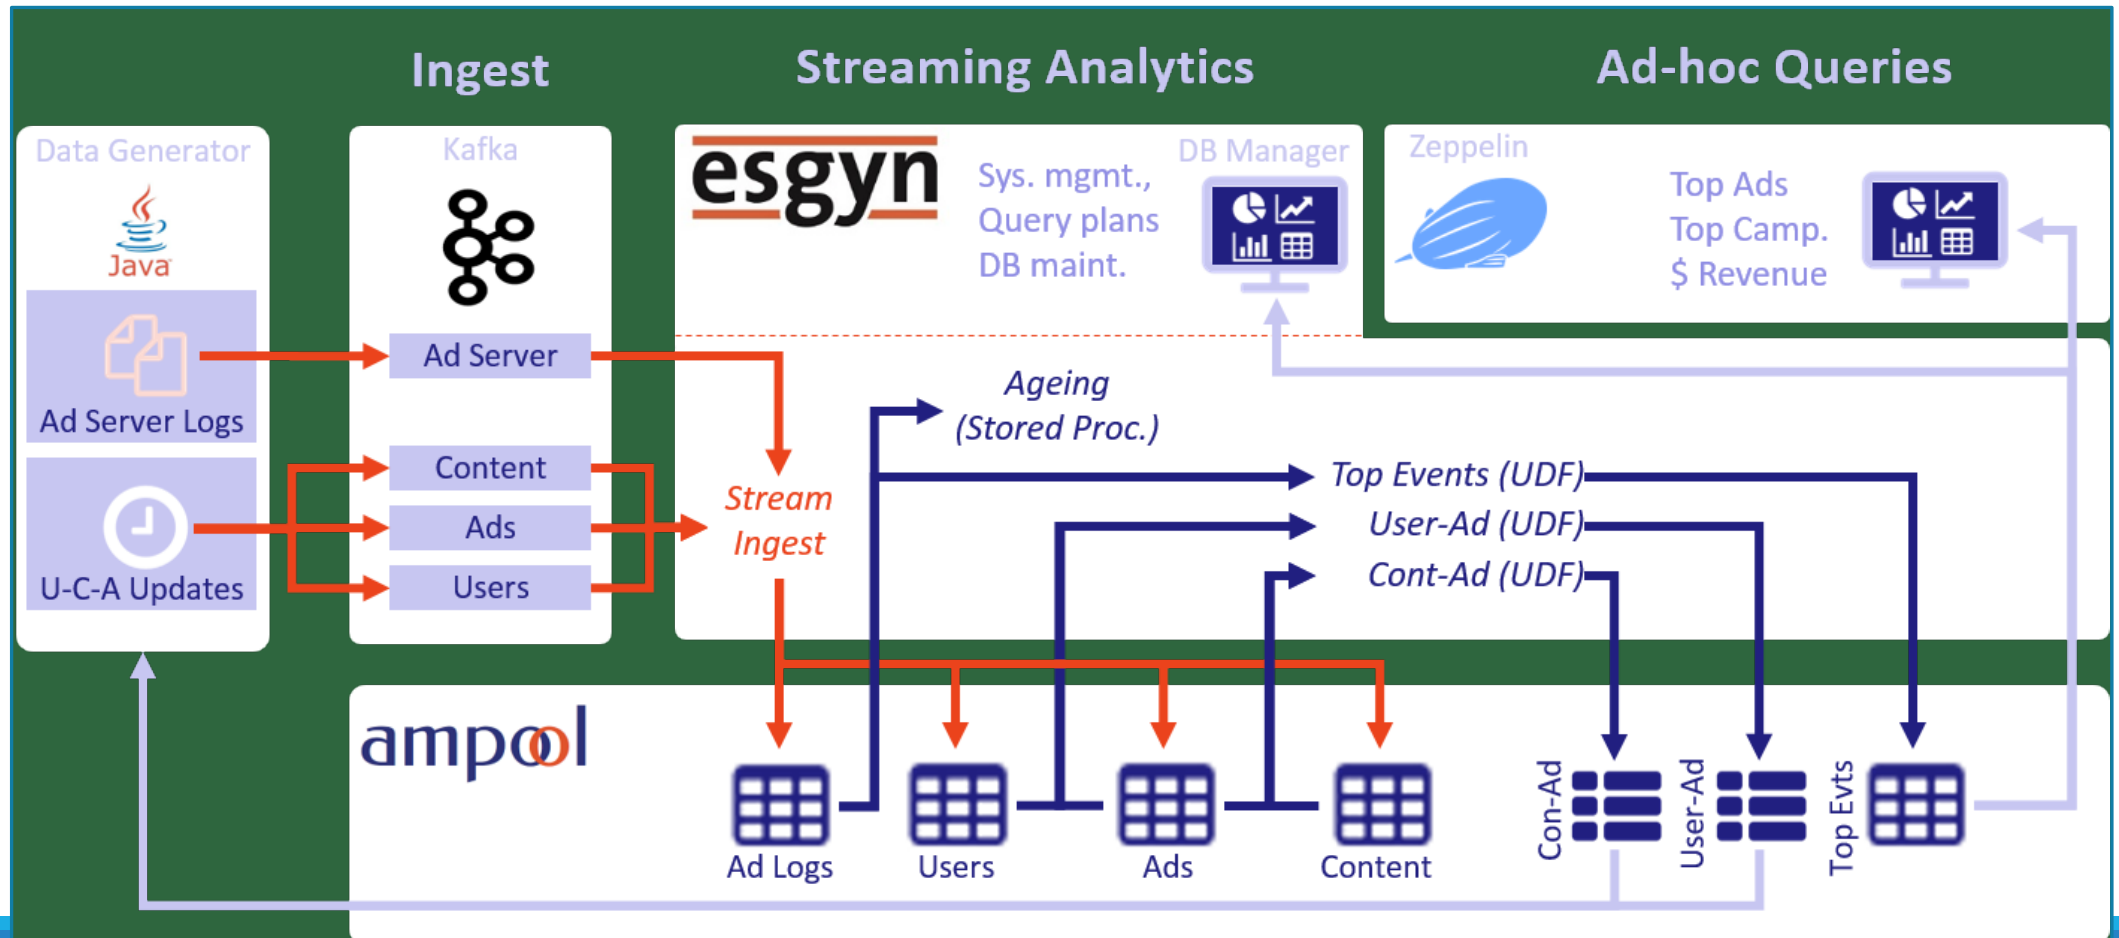 Ingest
Streaming Analytics
Ad-hoc Queries
Data Generator
Java
Ad Server Logs
U-C-A Updates
Kafka
Ad Server
Content
Ads
Users
esgyn
Sys. mgmt.,
Query plans
DB maint.
DB Manager
Zeppelin
Top Ads
Top Camp.
$ Revenue
Ageing
(Stored Proc.)
Stream
Ingest
Top Events (UDF)
User-Ad (UDF)
Cont-Ad (UDF)
ampool
Ad Logs
Users
Ads
Content
Con-Ad
User-Ad
Top Evts